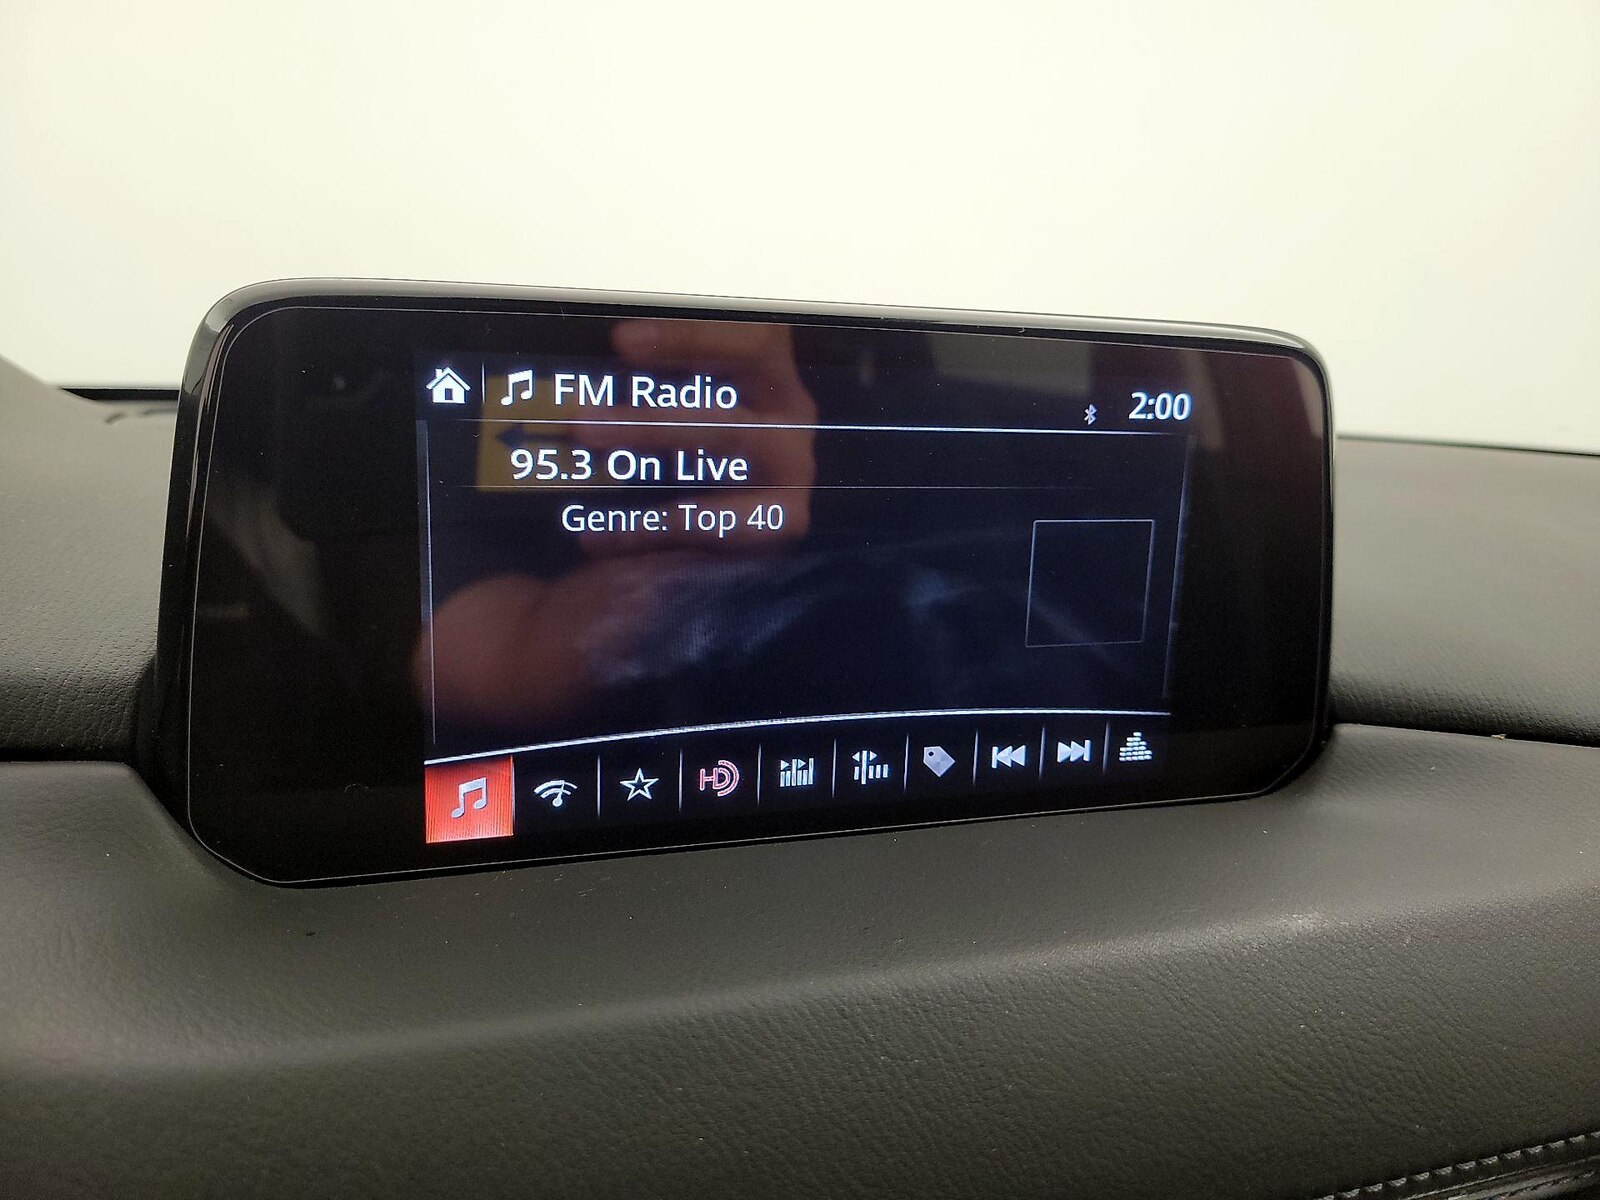 FM Radio
2:00
95.3 On Live
Genre: Top 40
HD